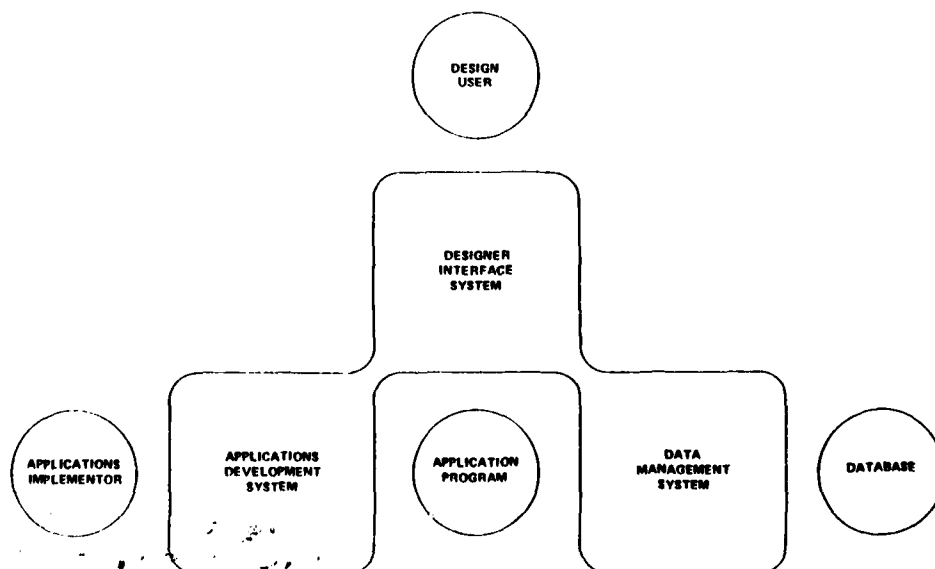 DESIGN
USER
DESIGNER
INTERFACE
SYSTEM
APPLICATIONS
IMPLEMENTOR
APPLICATIONS
DEVELOPMENT
SYSTEM
APPLICATION
PROGRAM
DATA
MANAGEMENT
SYSTEM
DATABASE